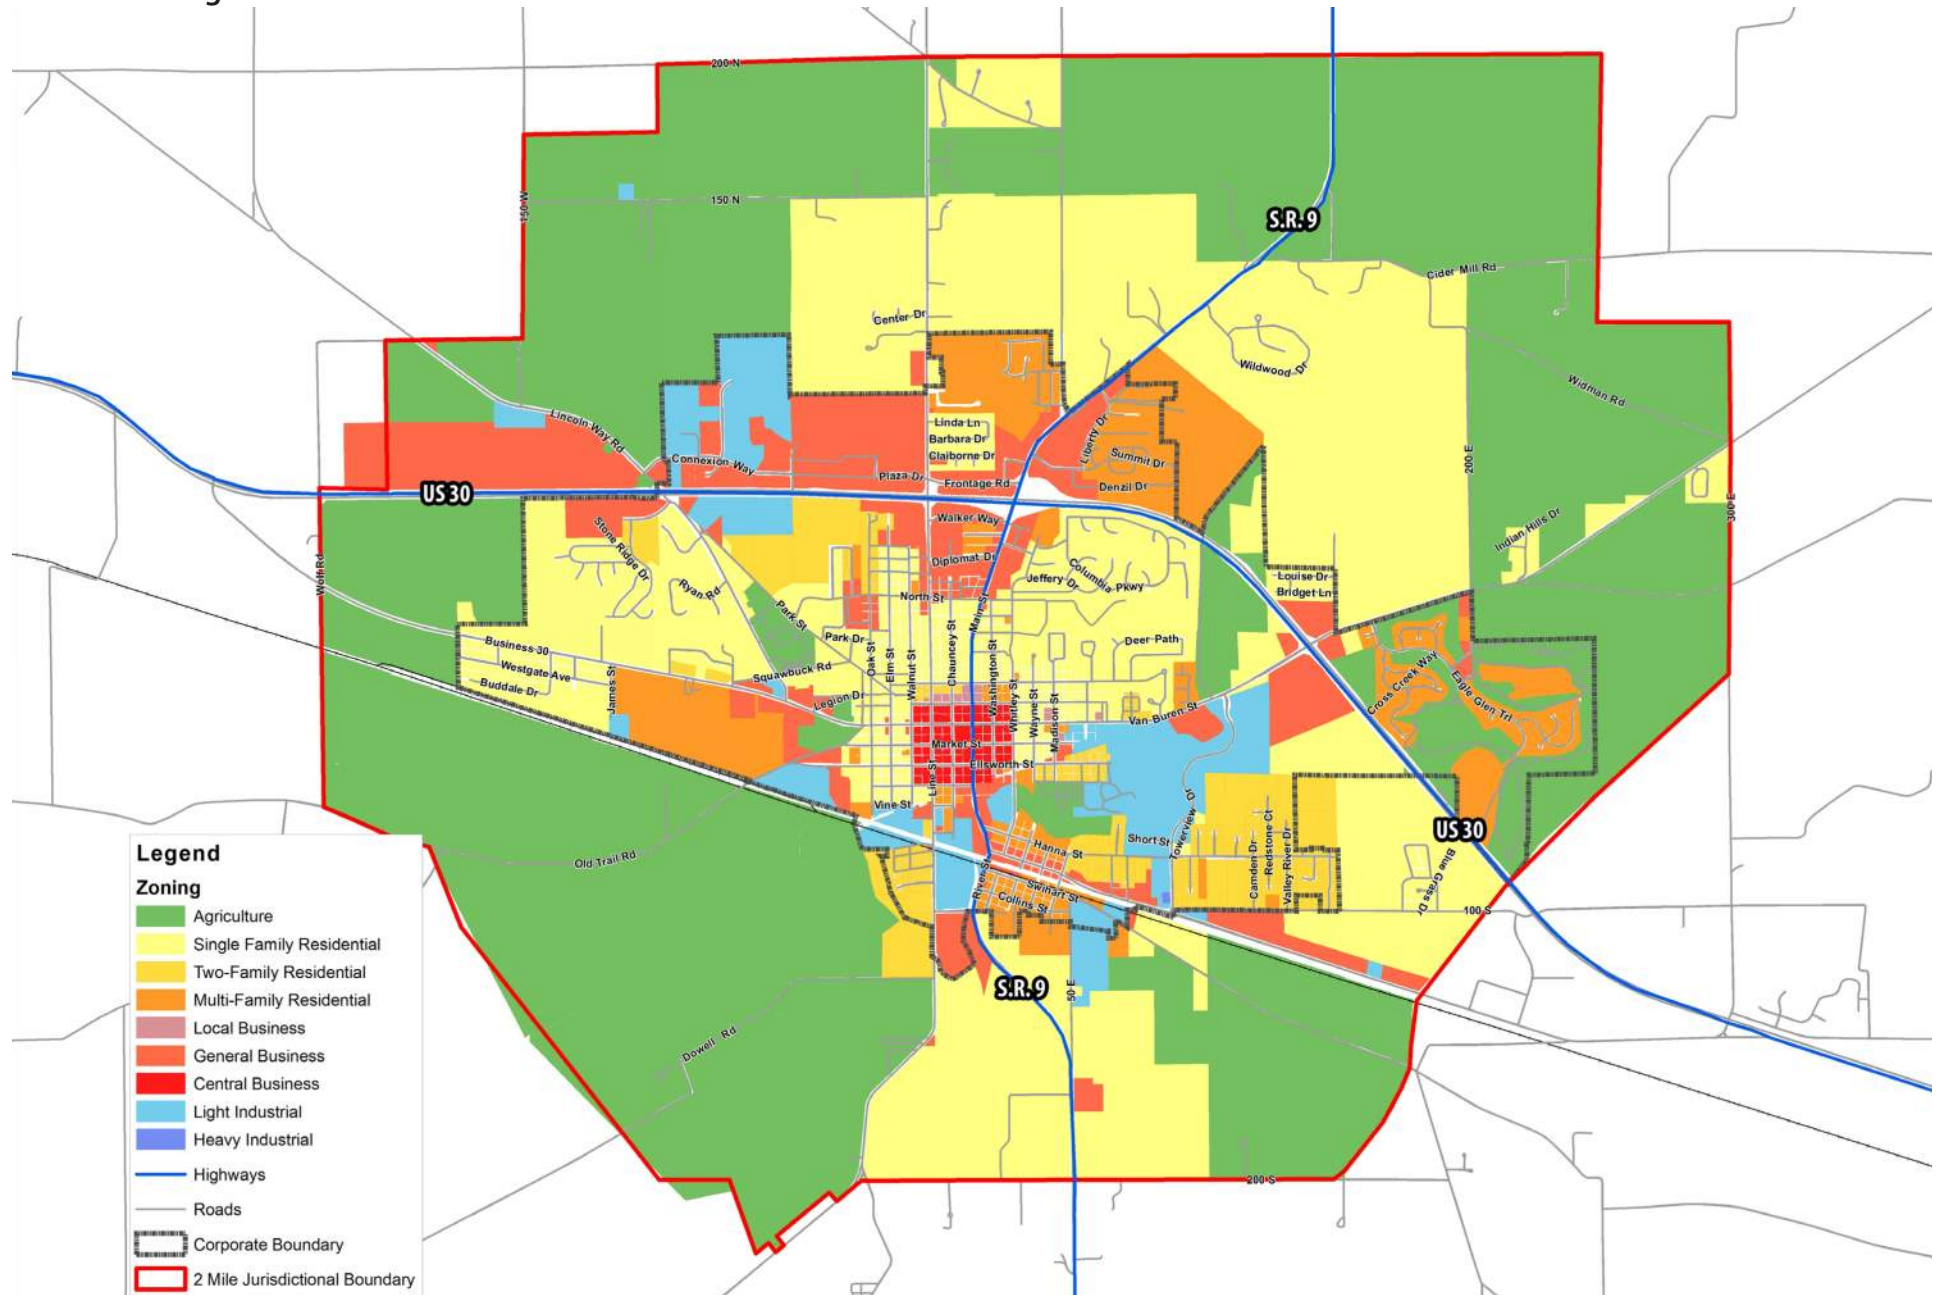 200 N
150 W
150 N
S.R. 9
Cider Mill Rd
Center Dr
Wildwood Dr
Widman Rd
Lincoln Way Rd
Linda Ln
Barbara Dr
Claiborne Dr
Liberty Dr
Summit Dr
200 E
Connexion Way
Plaza Dr
Frontage Rd
Denzil Dr
US 30
300 E
Walker Way
Indian Hills Dr
Stone Ridge Dr
Diplomat Dr
Wolf Rd
Jeffery Dr
Columbia Pkwy
Louise Dr
Bridget Ln
Ryan Rd
North St
Main St
Park St
Park Dr
Deer Path
Business 30
Oak St
Elm St
Walnut St
Chauncey St
Washington St
Westgate Ave
Squawbuck Rd
Buddale Dr
James St
Legion Dr
Whitley St
Wayne St
Madison St
Van Buren St
Cross Creek Way
Eagle Glen Trl
Market St
Ellsworth St
Line St
Vine St
Towerview Dr
US 30
Short St
Hanna St
Old Trail Rd
Camden Dr
Redstone Ct
Valley River Dr
Blue Grass Dr
River St
Swihart St
Collins St
100 S
S.R. 9
50 E
Dowell Rd
200 S
Legend
Zoning
Agriculture
Single Family Residential
Two-Family Residential
Multi-Family Residential
Local Business
General Business
Central Business
Light Industrial
Heavy Industrial
Highways
Roads
Corporate Boundary
2 Mile Jurisdictional Boundary